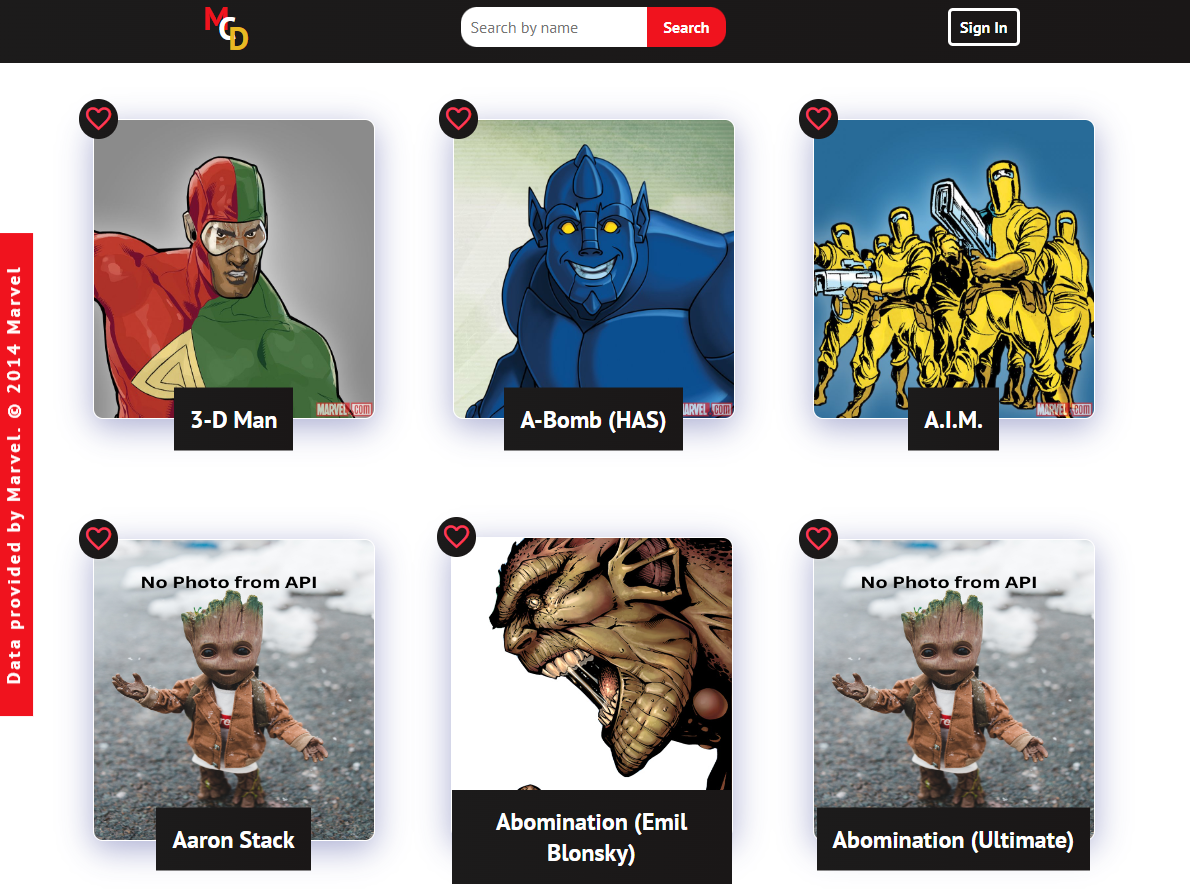 MCD
Search by name
Search
Sign In
Data provided by Marvel. © 2014 Marvel
MARVEL.com
3-D Man
MARVEL.com
A-Bomb (HAS)
MARVEL.com
A.I.M.
No Photo from API
Aaron Stack
Abomination (Emil
Blonsky)
No Photo from API
Abomination (Ultimate)